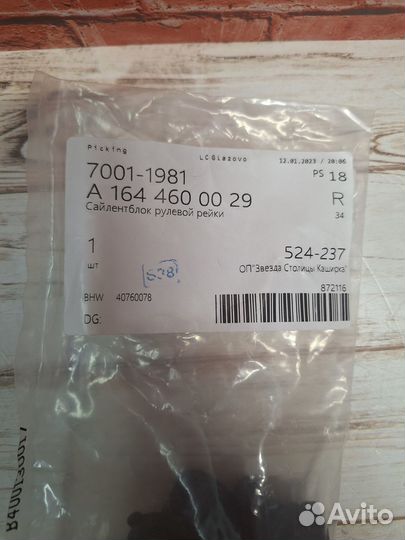 Picking LCGlazovo 12.01.2023 / 20:06
7001-1981 PS 18
A 164 460 00 29 R
Сайлентблок рулевой рейки 34
1 524-237
шт ОП"Звезда Столицы Каширка"
BHW 40760078 872116
DG:
Avito